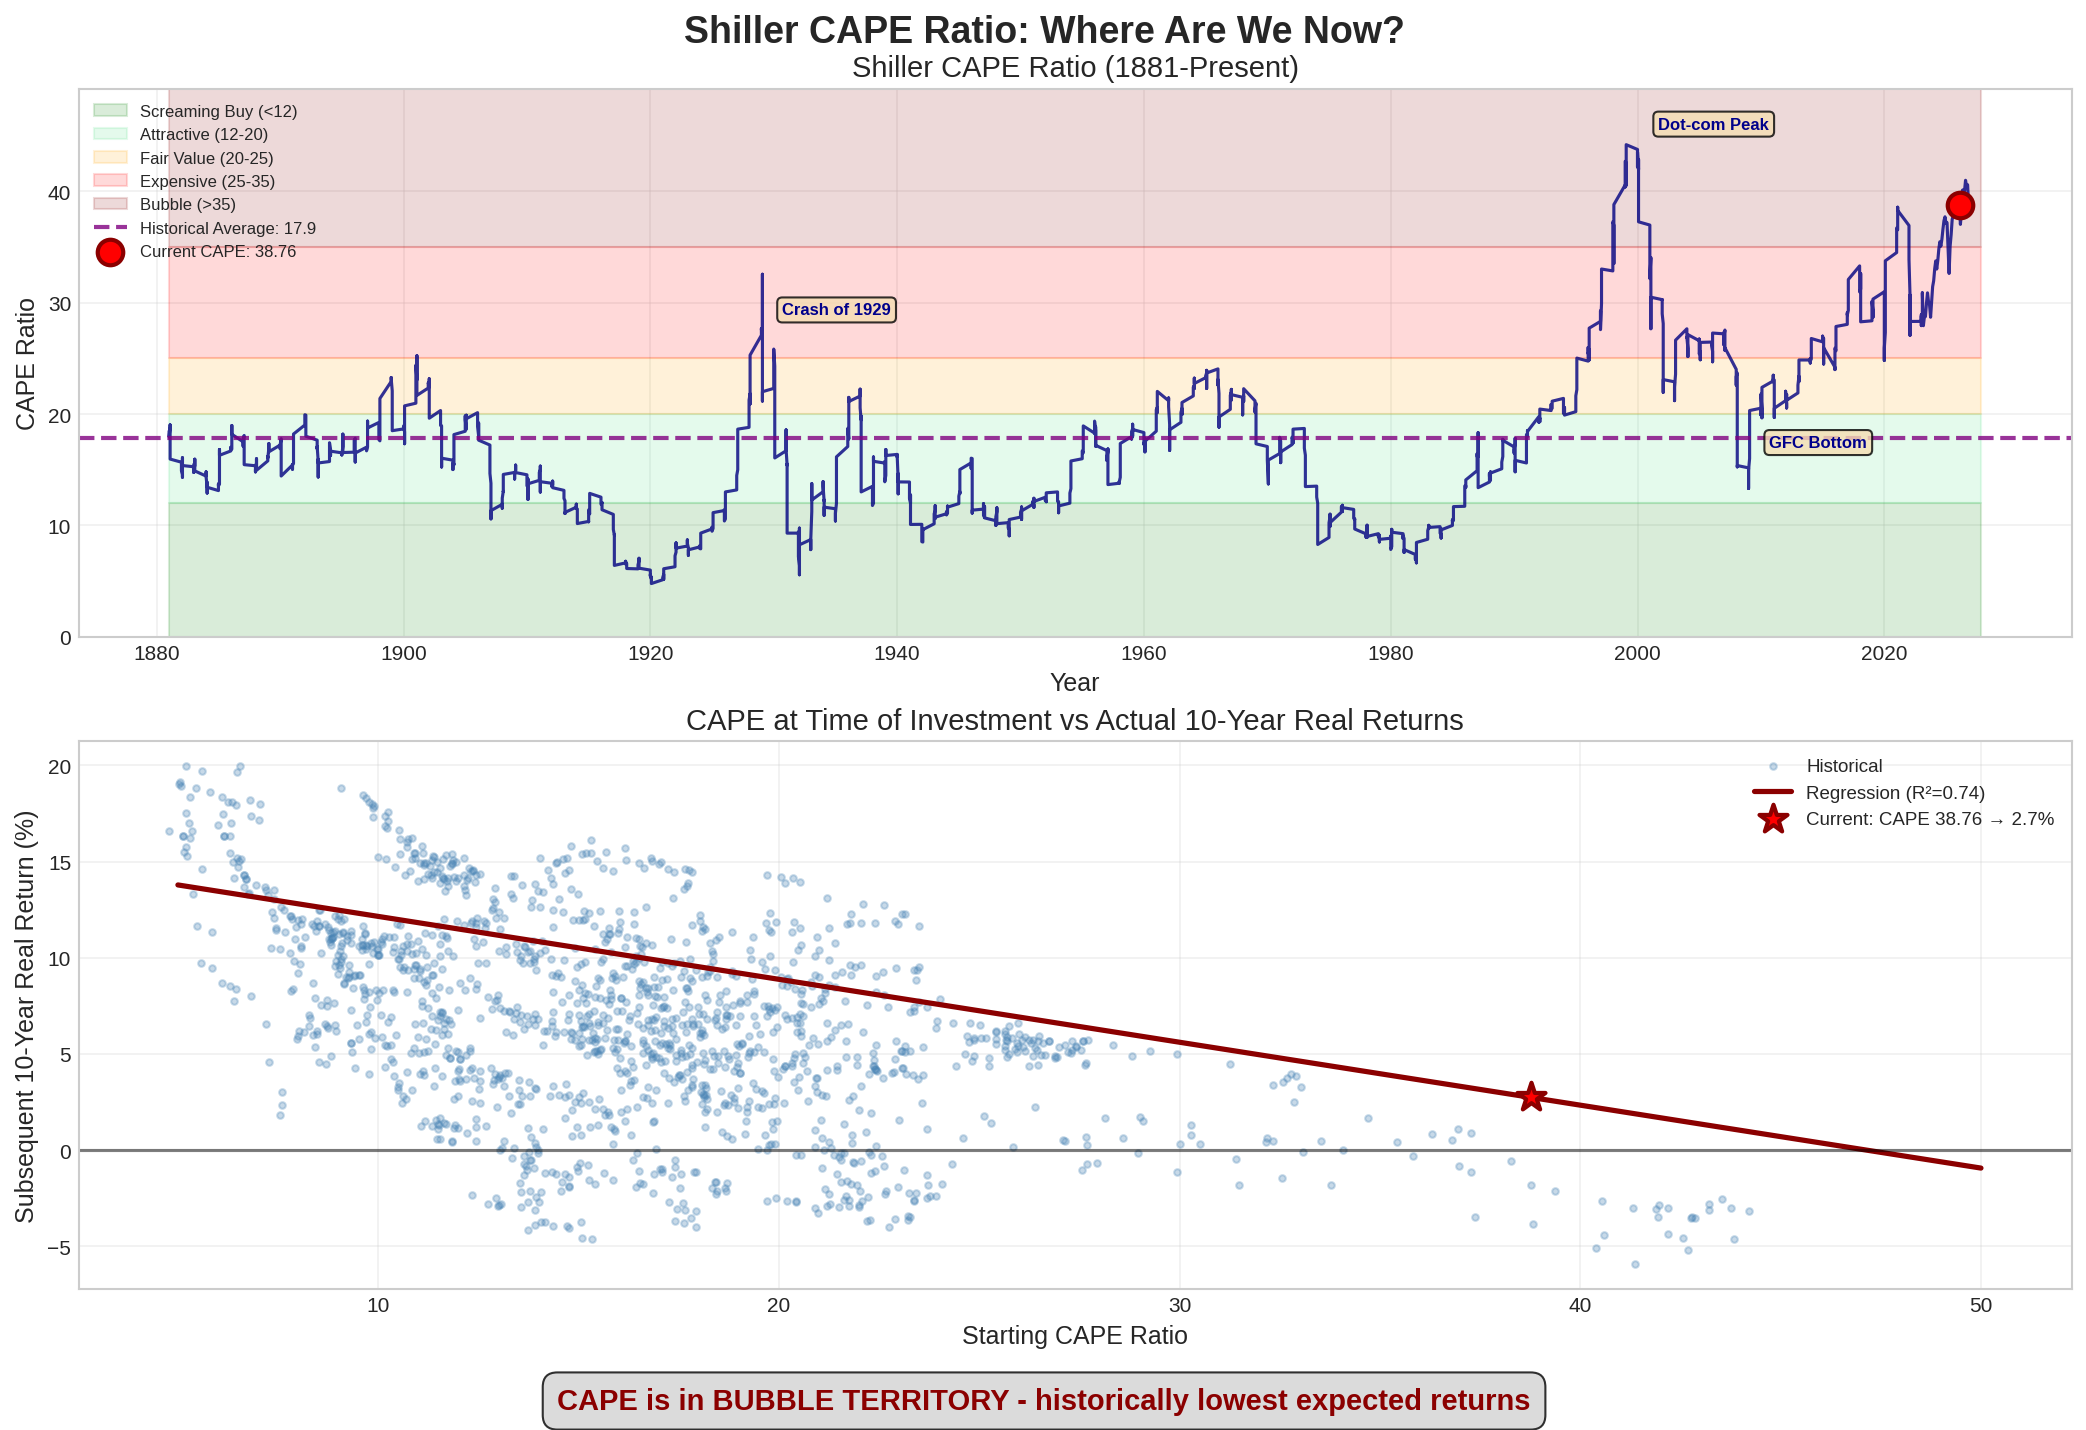 Shiller CAPE Ratio: Where Are We Now?
Shiller CAPE Ratio (1881-Present)
Screaming Buy (<12)
Attractive (12-20)
Fair Value (20-25)
Expensive (25-35)
Bubble (>35)
Historical Average: 17.9
Current CAPE: 38.76
Dot-com Peak
Crash of 1929
GFC Bottom
CAPE Ratio
40
30
20
10
0
1880 1900 1920 1940 1960 1980 2000 2020
Year
CAPE at Time of Investment vs Actual 10-Year Real Returns
Historical
Regression (R²=0.74)
Current: CAPE 38.76 → 2.7%
Subsequent 10-Year Real Return (%)
20
15
10
5
0
−5
10 20 30 40 50
Starting CAPE Ratio
CAPE is in BUBBLE TERRITORY - historically lowest expected returns